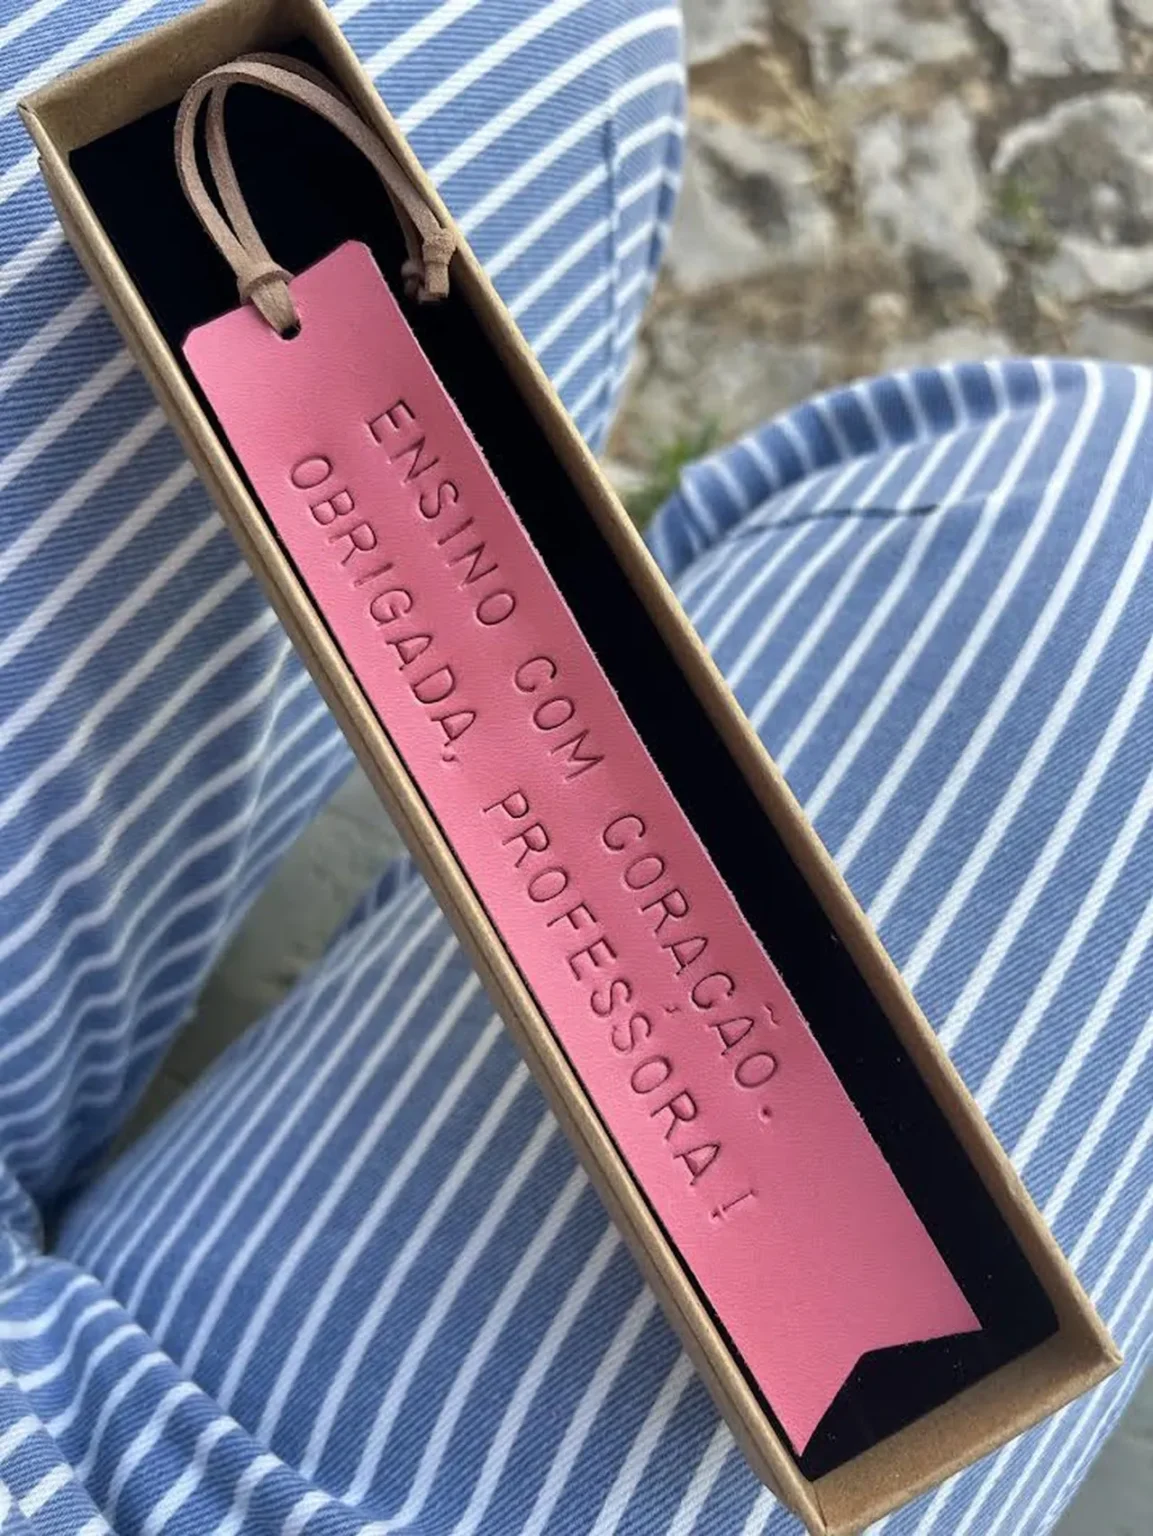 ENSINO COM CORAÇÃO.
OBRIGADA, PROFESSORA!